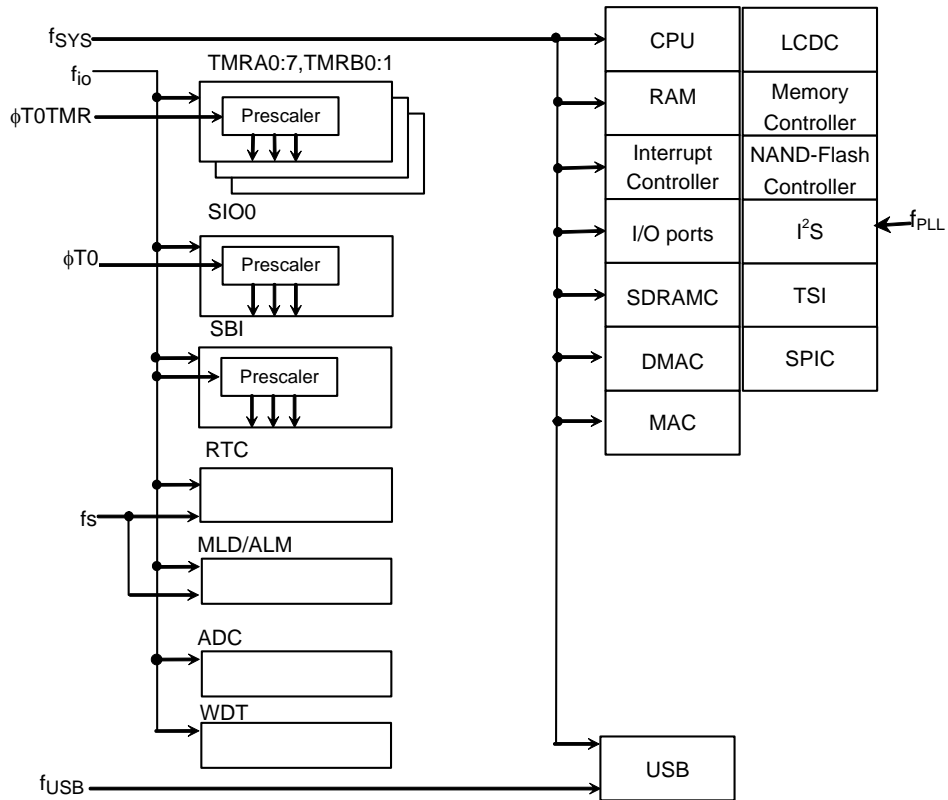 fSYS
fio
TMRA0:7,TMRB0:1
ϕT0TMR
Prescaler
SIO0
ϕT0
Prescaler
SBI
Prescaler
RTC
fs
MLD/ALM
ADC
WDT
fUSB
CPU
LCDC
RAM
Memory
Controller
Interrupt
Controller
NAND-Flash
Controller
I/O ports
I²S
fPLL
SDRAMC
TSI
DMAC
SPIC
MAC
USB